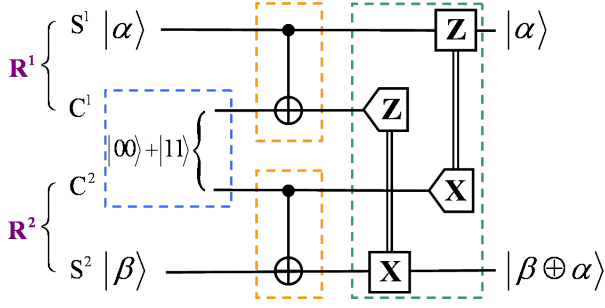 S¹ |α⟩ Z |α⟩
R¹
C¹ Z
|00⟩+|11⟩
C² X
R²
S² |β⟩ X |β ⊕ α⟩